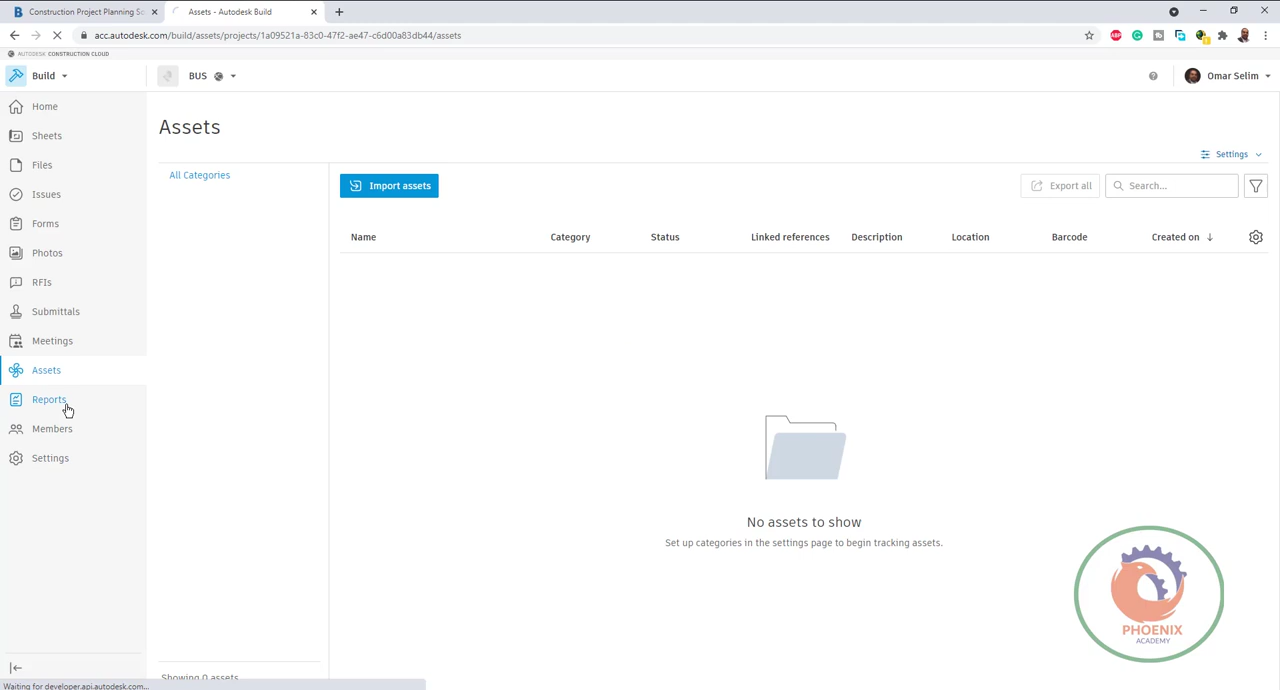 Construction Project Planning So
Assets - Autodesk Build
acc.autodesk.com/build/assets/projects/1a09521a-83c0-47f2-ae47-c6d00a83db44/assets
AUTODESK CONSTRUCTION CLOUD
Build
BUS
Omar Selim
Home
Sheets
Files
Issues
Forms
Photos
RFIs
Submittals
Meetings
Assets
Reports
Members
Settings
Assets
Settings
All Categories
Import assets
Export all
Search...
Name
Category
Status
Linked references
Description
Location
Barcode
Created on
No assets to show
Set up categories in the settings page to begin tracking assets.
Showing 0 assets
Waiting for developer.api.autodesk.com...
PHOENIX
ACADEMY